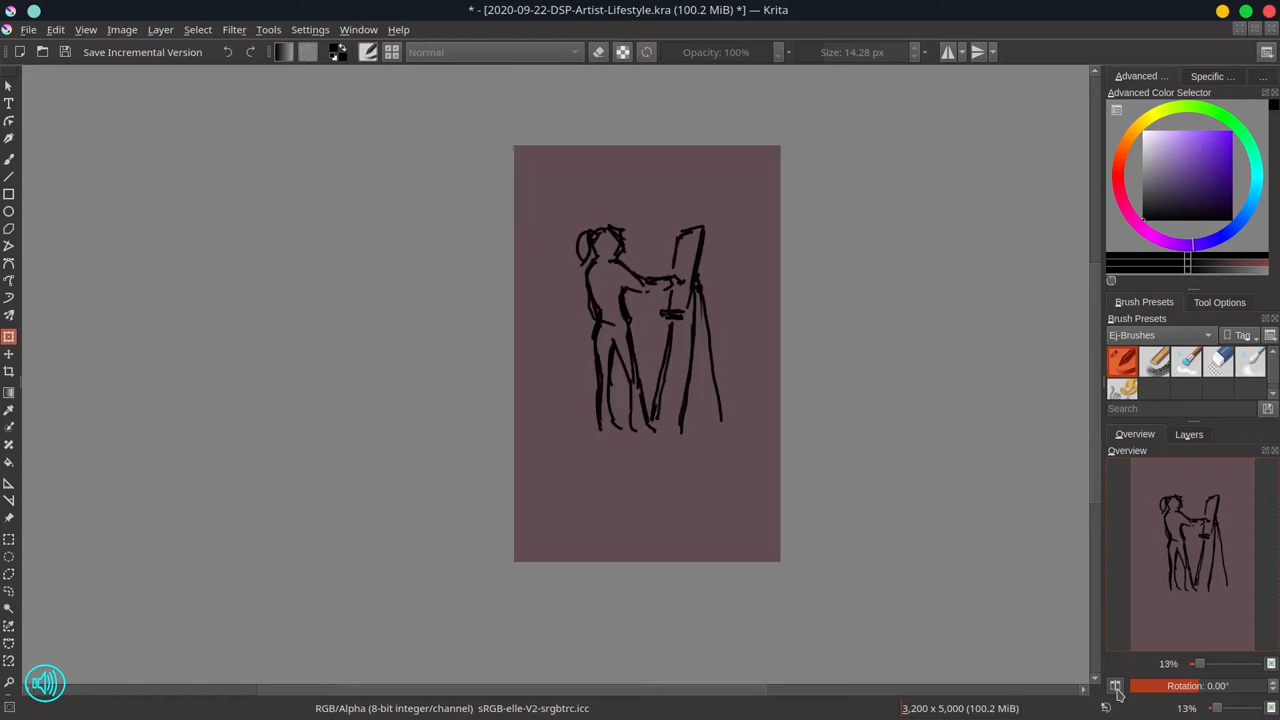 * - [2020-09-22-DSP-Artist-Lifestyle.kra (100.2 MiB) *] — Krita
File Edit View Image Layer Select Filter Tools Settings Window Help
Save Incremental Version Normal Opacity: 100% Size: 14.28 px
Advanced ... Specific ... ...
Advanced Color Selector
Brush Presets Tool Options
Brush Presets
Ej-Brushes Tag
Search
Overview Layers
Overview
13%
Rotation: 0.00°
RGB/Alpha (8-bit integer/channel) sRGB-elle-V2-srgbtrc.icc 3,200 x 5,000 (100.2 MiB) 13%